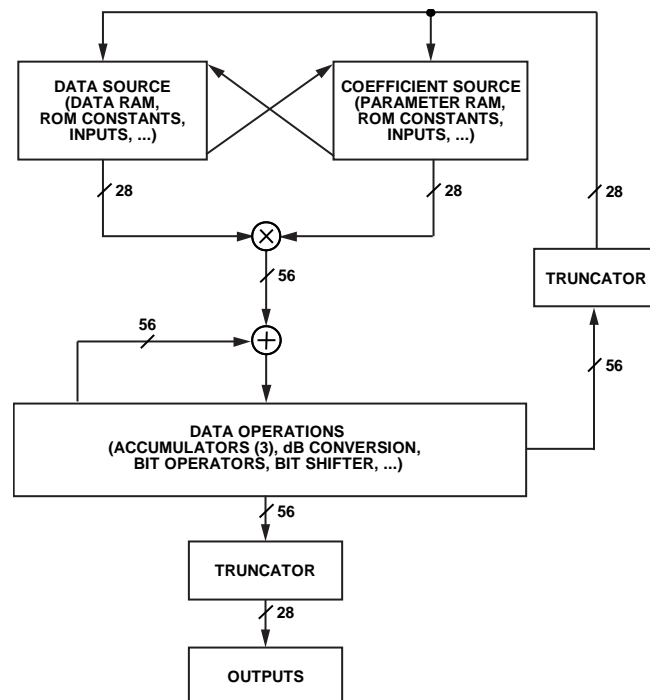 DATA SOURCE
(DATA RAM,
ROM CONSTANTS,
INPUTS, ...)
COEFFICIENT SOURCE
(PARAMETER RAM,
ROM CONSTANTS,
INPUTS, ...)
28
28
28
56
TRUNCATOR
56
56
DATA OPERATIONS
(ACCUMULATORS (3), dB CONVERSION,
BIT OPERATORS, BIT SHIFTER, ...)
56
TRUNCATOR
28
OUTPUTS